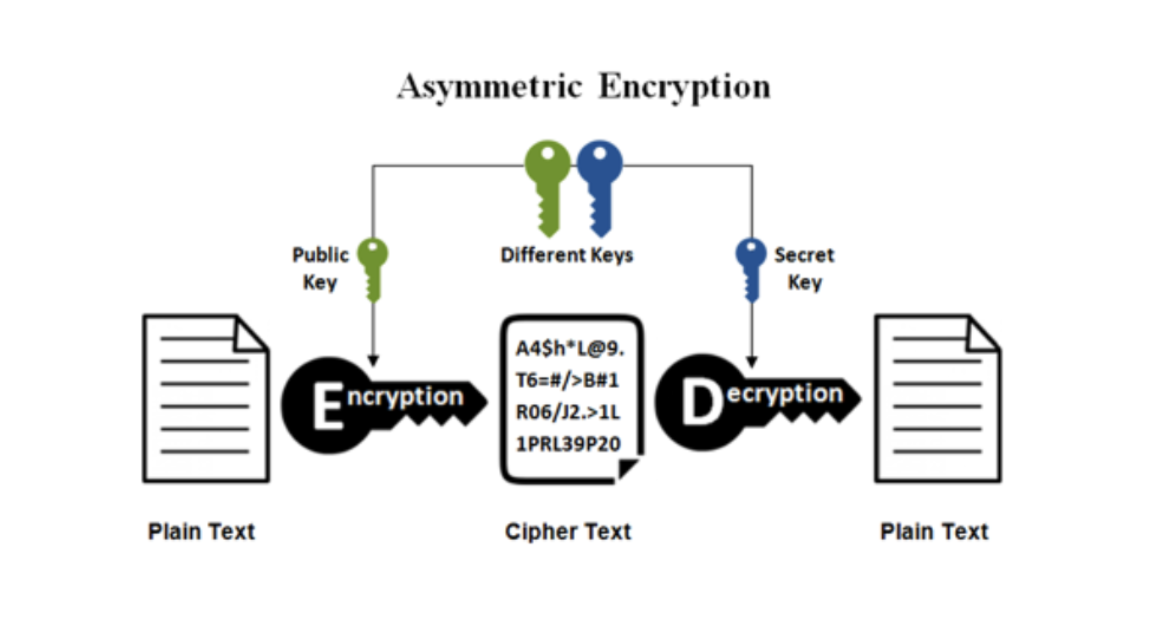 Asymmetric Encryption
Public
Key
Different Keys
Secret
Key
A4$h*L@9.
T6=#/>B#1
R06/J2.>1L
1PRL39P20
Encryption
Decryption
Plain Text
Cipher Text
Plain Text